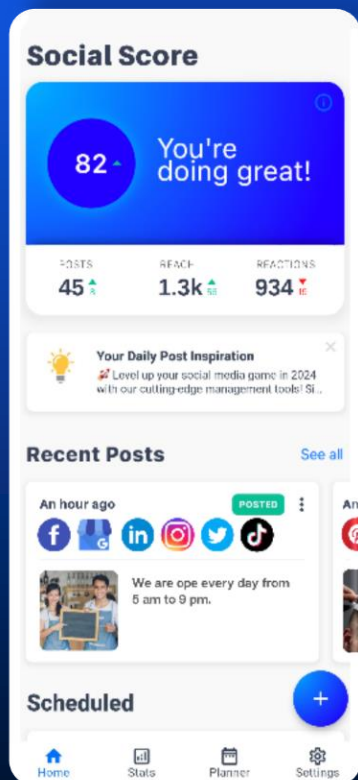 Social Score
82
You're
doing great!
POSTS
REACH
REACTIONS
45
1.3k
934
Your Daily Post Inspiration
🚀 Level up your social media game in 2024
with our cutting-edge management tools! Si...
Recent Posts
See all
An hour ago
POSTED
An
We are ope every day from
5 am to 9 pm.
Scheduled
+
Home
Stats
Planner
Settings